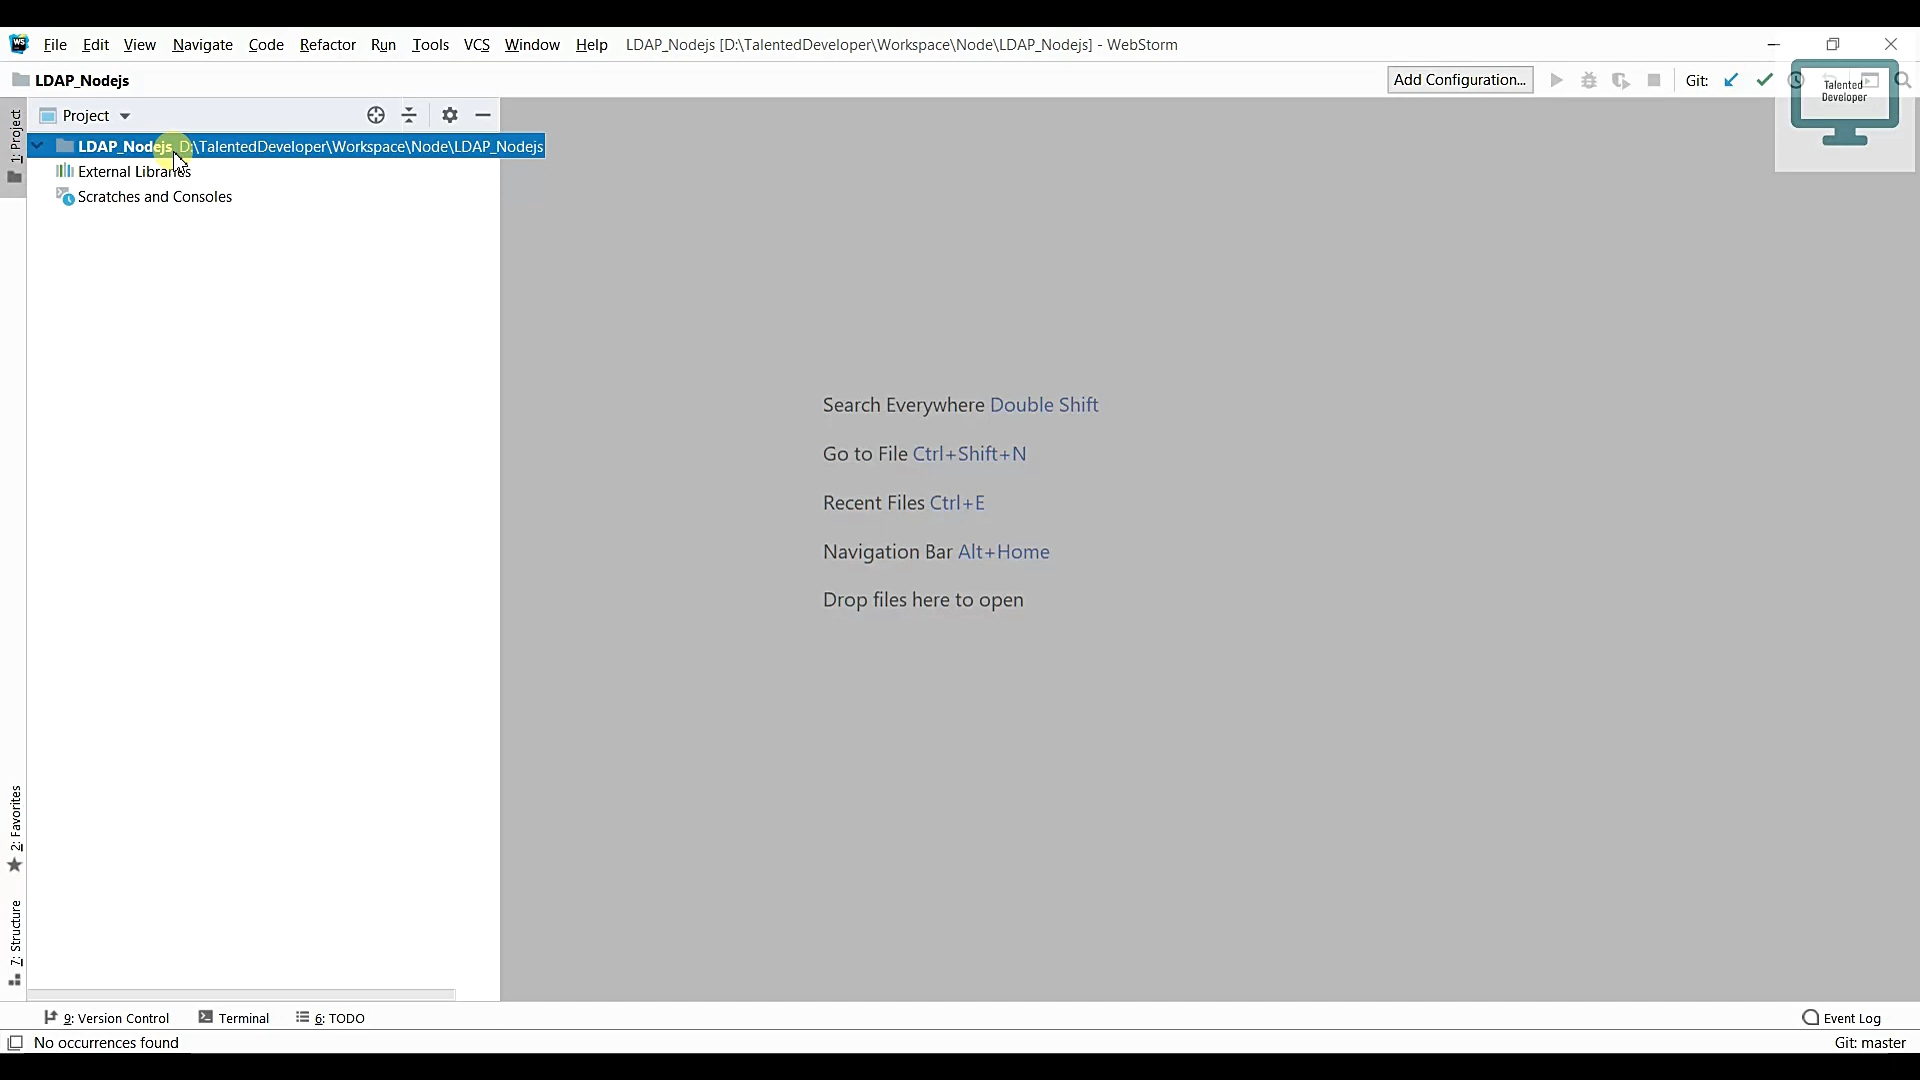 WS File Edit View Navigate Code Refactor Run Tools VCS Window Help LDAP_Nodejs [D:\TalentedDeveloper\Workspace\Node\LDAP_Nodejs] - WebStorm
LDAP_Nodejs Add Configuration... Git:
Talented
Developer
1: Project
Project
LDAP_Nodejs D:\TalentedDeveloper\Workspace\Node\LDAP_Nodejs
External Libraries
Scratches and Consoles
Search Everywhere Double Shift
Go to File Ctrl+Shift+N
Recent Files Ctrl+E
Navigation Bar Alt+Home
Drop files here to open
2: Favorites
7: Structure
9: Version Control Terminal 6: TODO Event Log
No occurrences found Git: master